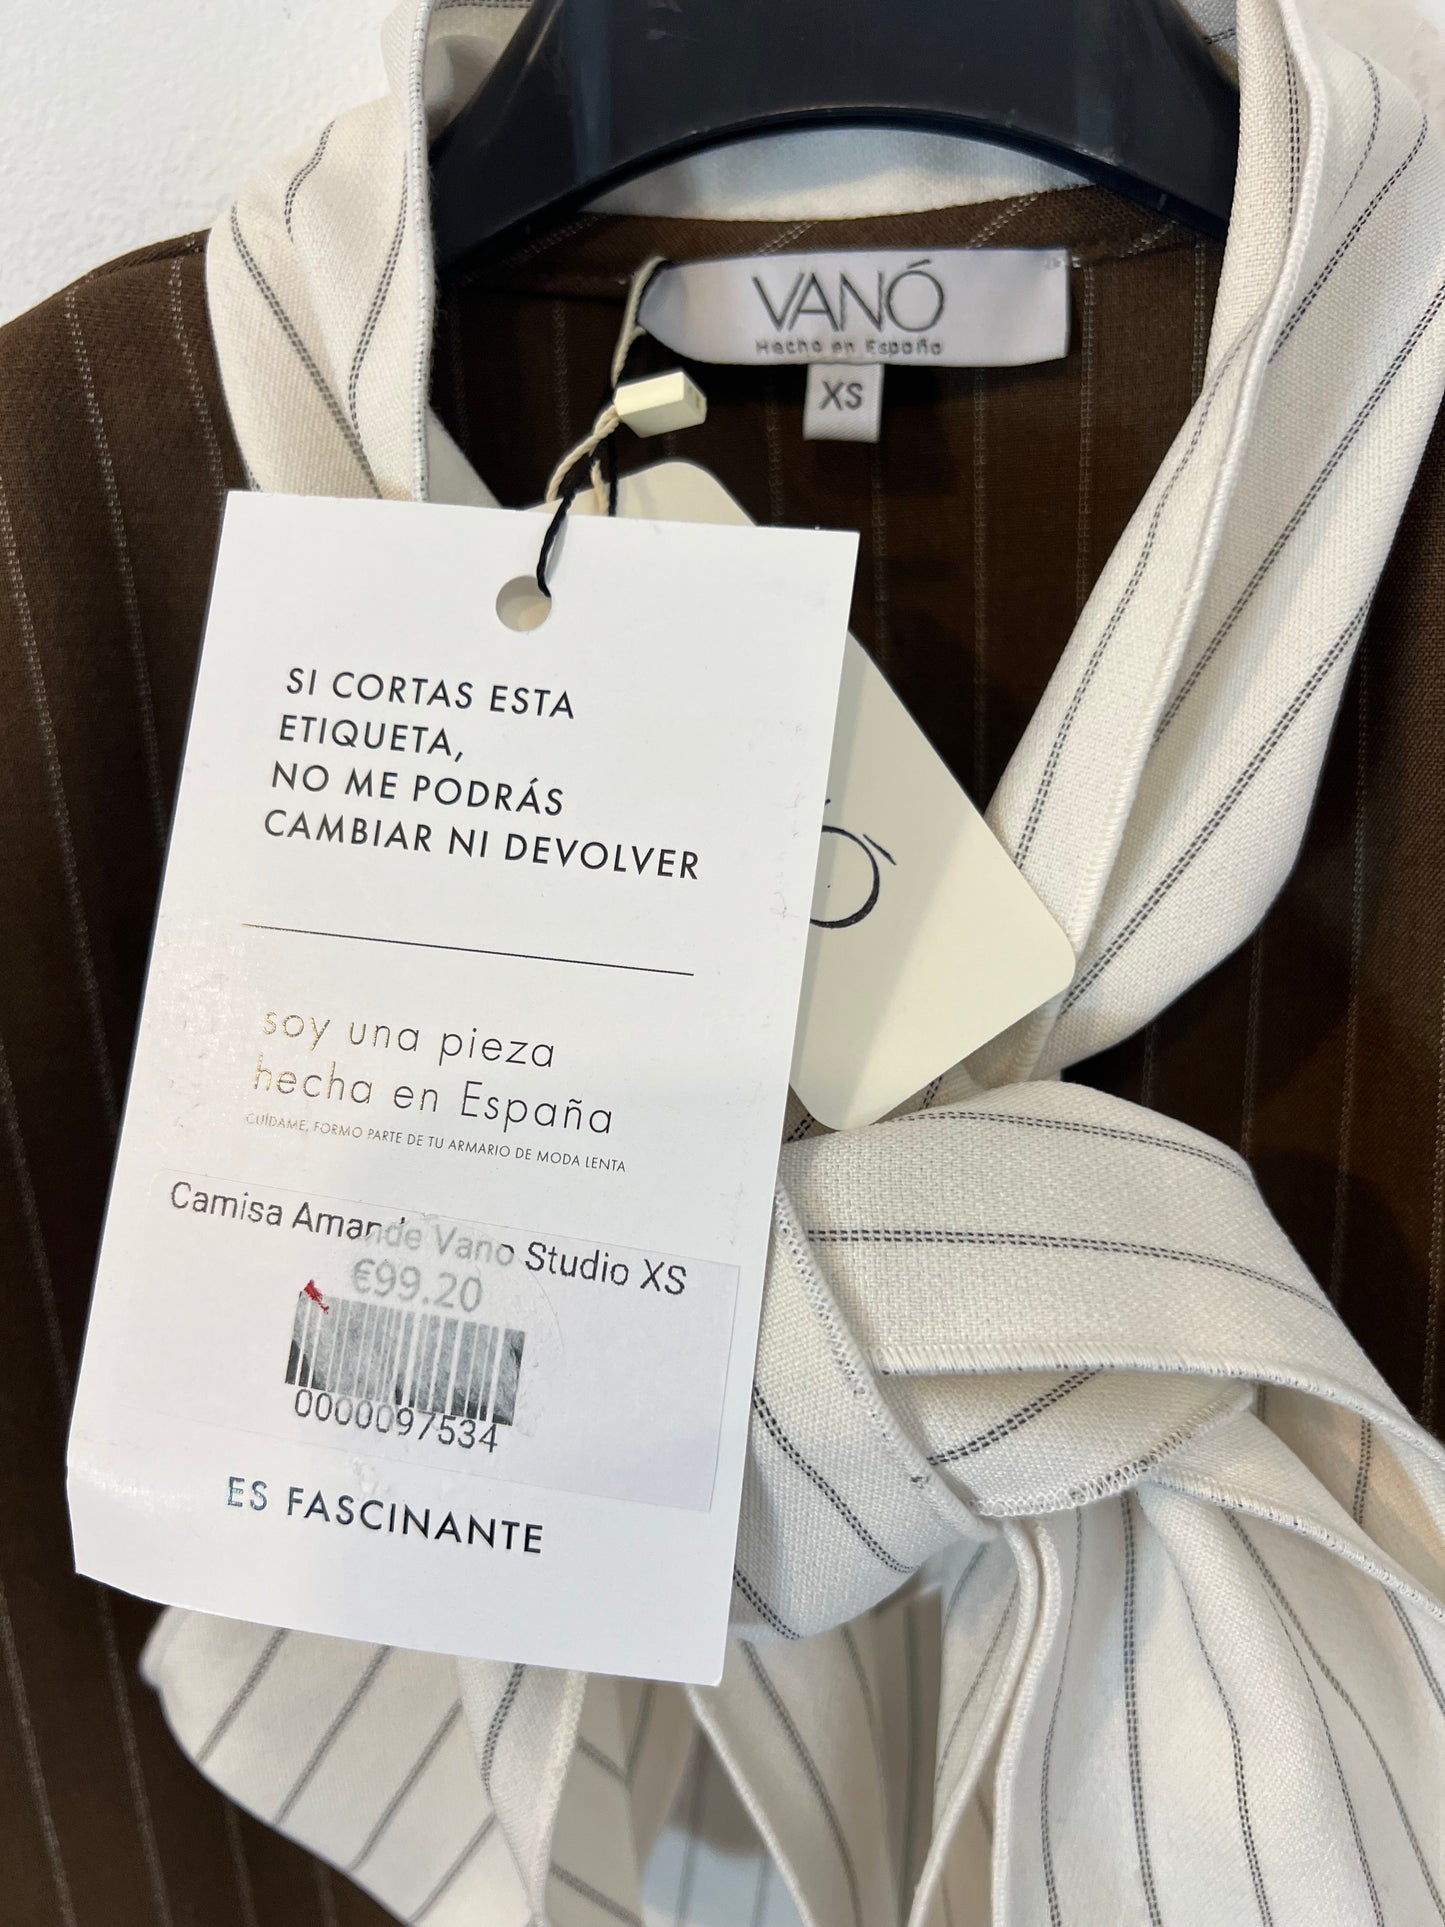 VANÓ
Hecho en España
XS
SI CORTAS ESTA
ETIQUETA,
NO ME PODRÁS
CAMBIAR NI DEVOLVER
soy una pieza
hecha en España
CUÍDAME, FORMO PARTE DE TU ARMARIO DE MODA LENTA
Camisa Amande Vano Studio XS
€99.20
0000097534
ES FASCINANTE
Ó